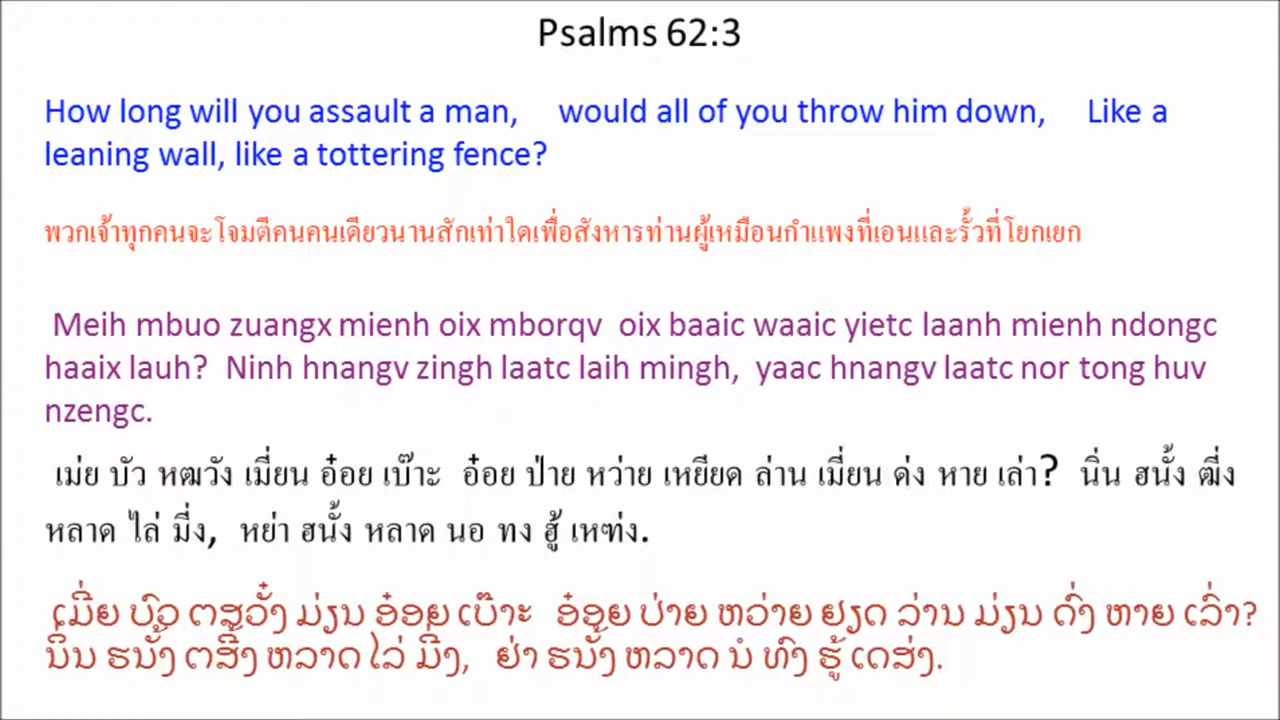 Psalms 62:3
How long will you assault a man, would all of you throw him down, Like a
leaning wall, like a tottering fence?
พวกเจ้าทุกคนจะโจมตีคนคนเดียวนานสักเท่าใดเพื่อสังหารท่านผู้เหมือนกำแพงที่เอนและรั้วที่โยกเยก
Meih mbuo zuangx mienh oix mborqv oix baaic waaic yietc laanh mienh ndongc
haaix lauh? Ninh hnangv zingh laatc laih mingh, yaac hnangv laatc nor tong huv
nzengc.
เม่ย บัว หฒวัง เมี่ยน อ๋อย เบ๊าะ อ๋อย ป่าย หว่าย เหยียด ล่าน เมี่ยน ด่ง หาย เล่า? นิ่น ฮนั้ง ฒี่ง
หลาด ไล่ มี่ง, หย่า ฮนั้ง หลาด นอ ทง ฮู้ เหฑ่ง.
ເມີ່ຍ ບົວ ຕສວັ໋ງ ມ່ຽນ ອ໋ອຍ ເບ໊າະ ອ໋ອຍ ປ່າຍ ຫວ່າຍ ຢຽດ ລ່ານ ມ່ຽນ ດົ່ງ ຫາຍ ເລົ່າ?
ນິ່ນ ຮນັ້ງ ຕສີ່ງ ຫລາດ ໄລ່ ມີ່ງ, ຢ່າ ຮນັ້ງ ຫລາດ ນໍ ທົງ ຮູ້ ເດສ່ງ.